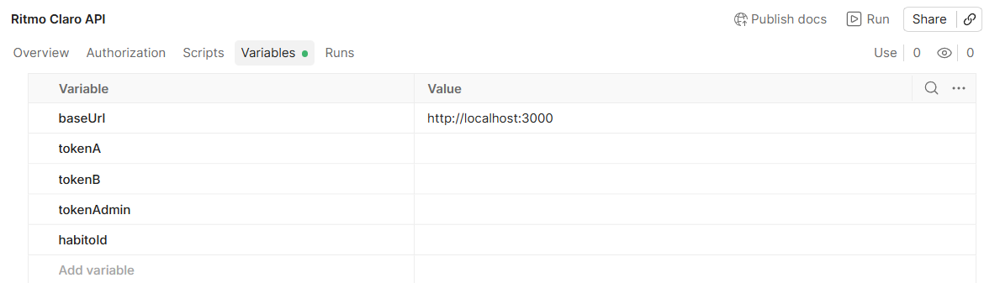 Ritmo Claro API Publish docs Run Share
Overview Authorization Scripts Variables Runs Use 0 0
Variable Value
baseUrl http://localhost:3000
tokenA
tokenB
tokenAdmin
habitoId
Add variable